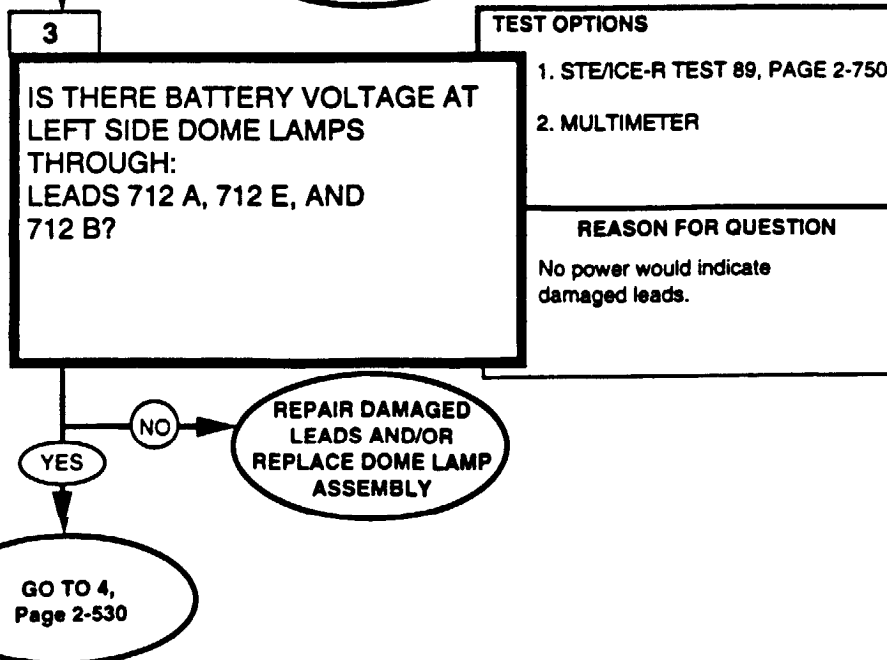 3
IS THERE BATTERY VOLTAGE AT
LEFT SIDE DOME LAMPS
THROUGH:
LEADS 712 A, 712 E, AND
712 B?
TEST OPTIONS
1. STE/ICE-R TEST 89, PAGE 2-750
2. MULTIMETER
REASON FOR QUESTION
No power would indicate
damaged leads.
NO
REPAIR DAMAGED
LEADS AND/OR
REPLACE DOME LAMP
ASSEMBLY
YES
GO TO 4,
Page 2-530